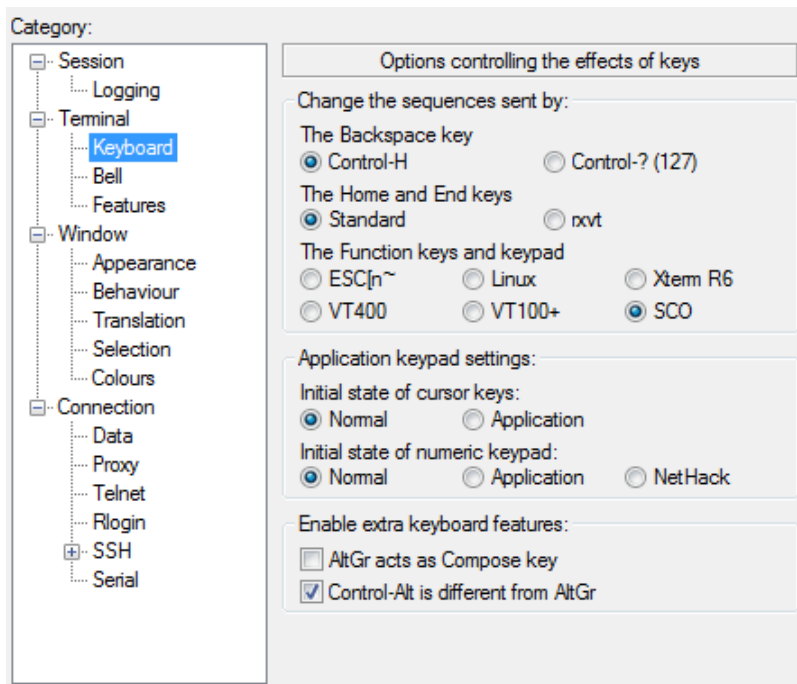 Category:
Session
Logging
Terminal
Keyboard
Bell
Features
Window
Appearance
Behaviour
Translation
Selection
Colours
Connection
Data
Proxy
Telnet
Rlogin
SSH
Serial
Options controlling the effects of keys
Change the sequences sent by:
The Backspace key
Control-H Control-? (127)
The Home and End keys
Standard rxvt
The Function keys and keypad
ESC[n~ Linux Xterm R6
VT400 VT100+ SCO
Application keypad settings:
Initial state of cursor keys:
Normal Application
Initial state of numeric keypad:
Normal Application NetHack
Enable extra keyboard features:
AltGr acts as Compose key
Control-Alt is different from AltGr